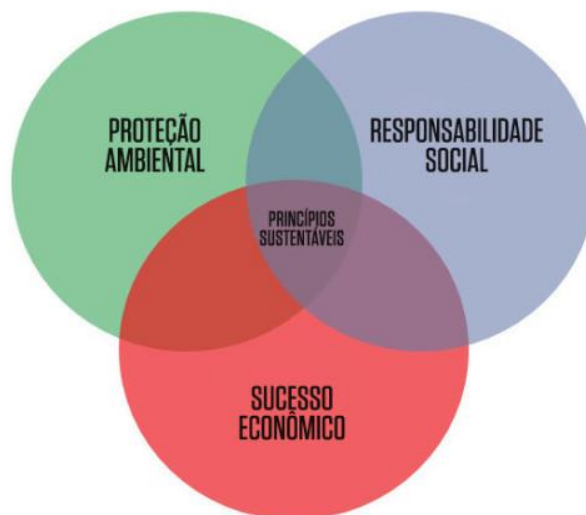 PROTEÇÃO
AMBIENTAL
RESPONSABILIDADE
SOCIAL
PRINCÍPIOS
SUSTENTÁVEIS
SUCESSO
ECONÔMICO